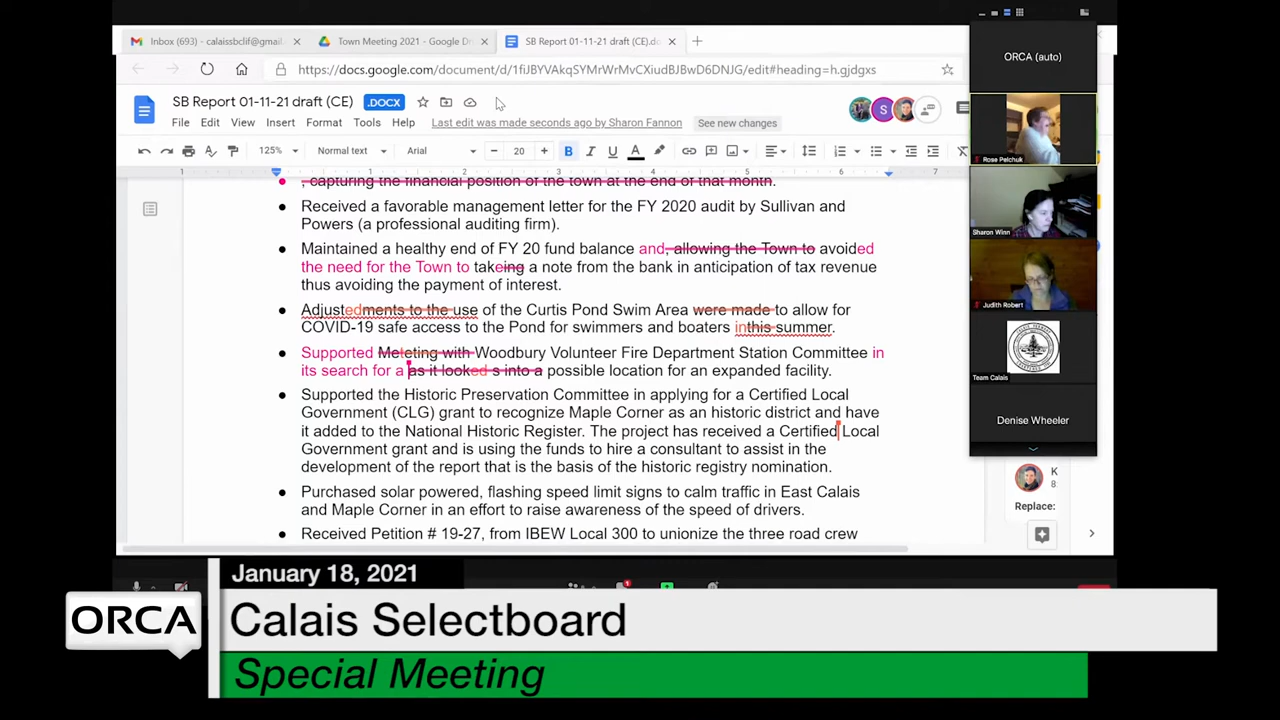 Inbox (693) - calaissbclif@gmail.
Town Meeting 2021 - Google Dr
SB Report 01-11-21 draft (CE).do
ORCA (auto)
https://docs.google.com/document/d/1fiJBYVAkqSYMrWrMvCXiudBJBwD6DNJG/edit#heading=h.gjdgxs
SB Report 01-11-21 draft (CE) .DOCX
File Edit View Insert Format Tools Help Last edit was made seconds ago by Sharon Fannon See new changes
125% Normal text Arial 20 B I U A
Rose Pelchuk
1 1 2 3 4 5 6 7
, capturing the financial position of the town at the end of that month.
Received a favorable management letter for the FY 2020 audit by Sullivan and
Powers (a professional auditing firm).
Sharon Winn
Maintained a healthy end of FY 20 fund balance and, allowing the Town to avoided
the need for the Town to takeing a note from the bank in anticipation of tax revenue
thus avoiding the payment of interest.
Adjustedments to the use of the Curtis Pond Swim Area were made to allow for
COVID-19 safe access to the Pond for swimmers and boaters inthis summer.
Judith Robert
Supported Meeting with Woodbury Volunteer Fire Department Station Committee in
its search for a as it looked s into a possible location for an expanded facility.
Team Calais
Supported the Historic Preservation Committee in applying for a Certified Local
Government (CLG) grant to recognize Maple Corner as an historic district and have
it added to the National Historic Register. The project has received a Certified Local
Government grant and is using the funds to hire a consultant to assist in the
development of the report that is the basis of the historic registry nomination.
Denise Wheeler
Purchased solar powered, flashing speed limit signs to calm traffic in East Calais
and Maple Corner in an effort to raise awareness of the speed of drivers.
K
8
Replace:
Received Petition # 19-27, from IBEW Local 300 to unionize the three road crew
January 18, 2021
ORCA
Calais Selectboard
Special Meeting